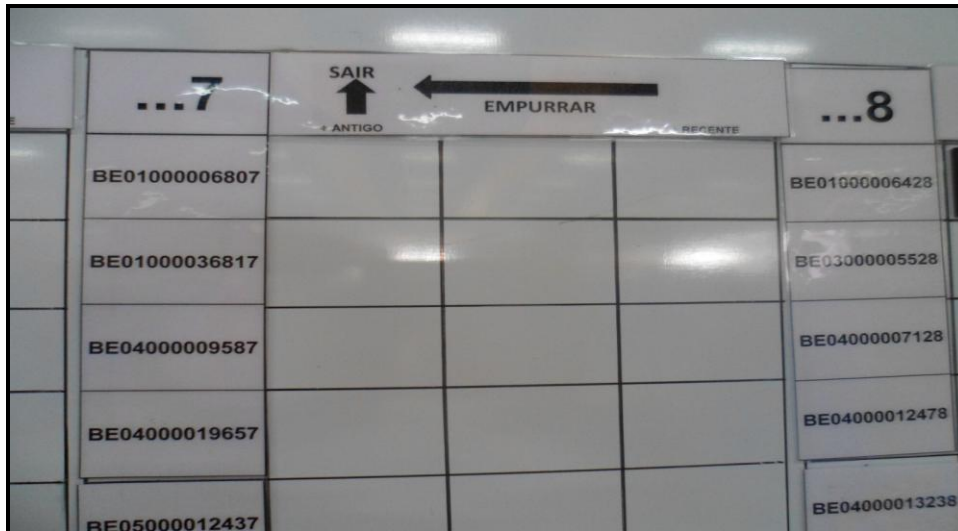 ...7
SAIR
EMPURRAR
+ ANTIGO
RECENTE
...8
BE01000006807
BE01000036817
BE04000009587
BE04000019657
BE05000012437
BE01000006428
BE03000005528
BE04000007128
BE04000012478
BE04000013238